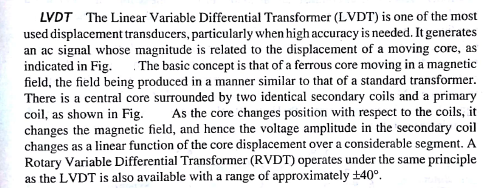 LVDT The Linear Variable Differential Transformer (LVDT) is one of the most
used displacement transducers, particularly when high accuracy is needed. It generates
an ac signal whose magnitude is related to the displacement of a moving core, as
indicated in Fig. . The basic concept is that of a ferrous core moving in a magnetic
field, the field being produced in a manner similar to that of a standard transformer.
There is a central core surrounded by two identical secondary coils and a primary
coil, as shown in Fig. As the core changes position with respect to the coils, it
changes the magnetic field, and hence the voltage amplitude in the secondary coil
changes as a linear function of the core displacement over a considerable segment. A
Rotary Variable Differential Transformer (RVDT) operates under the same principle
as the LVDT is also available with a range of approximately ±40°.